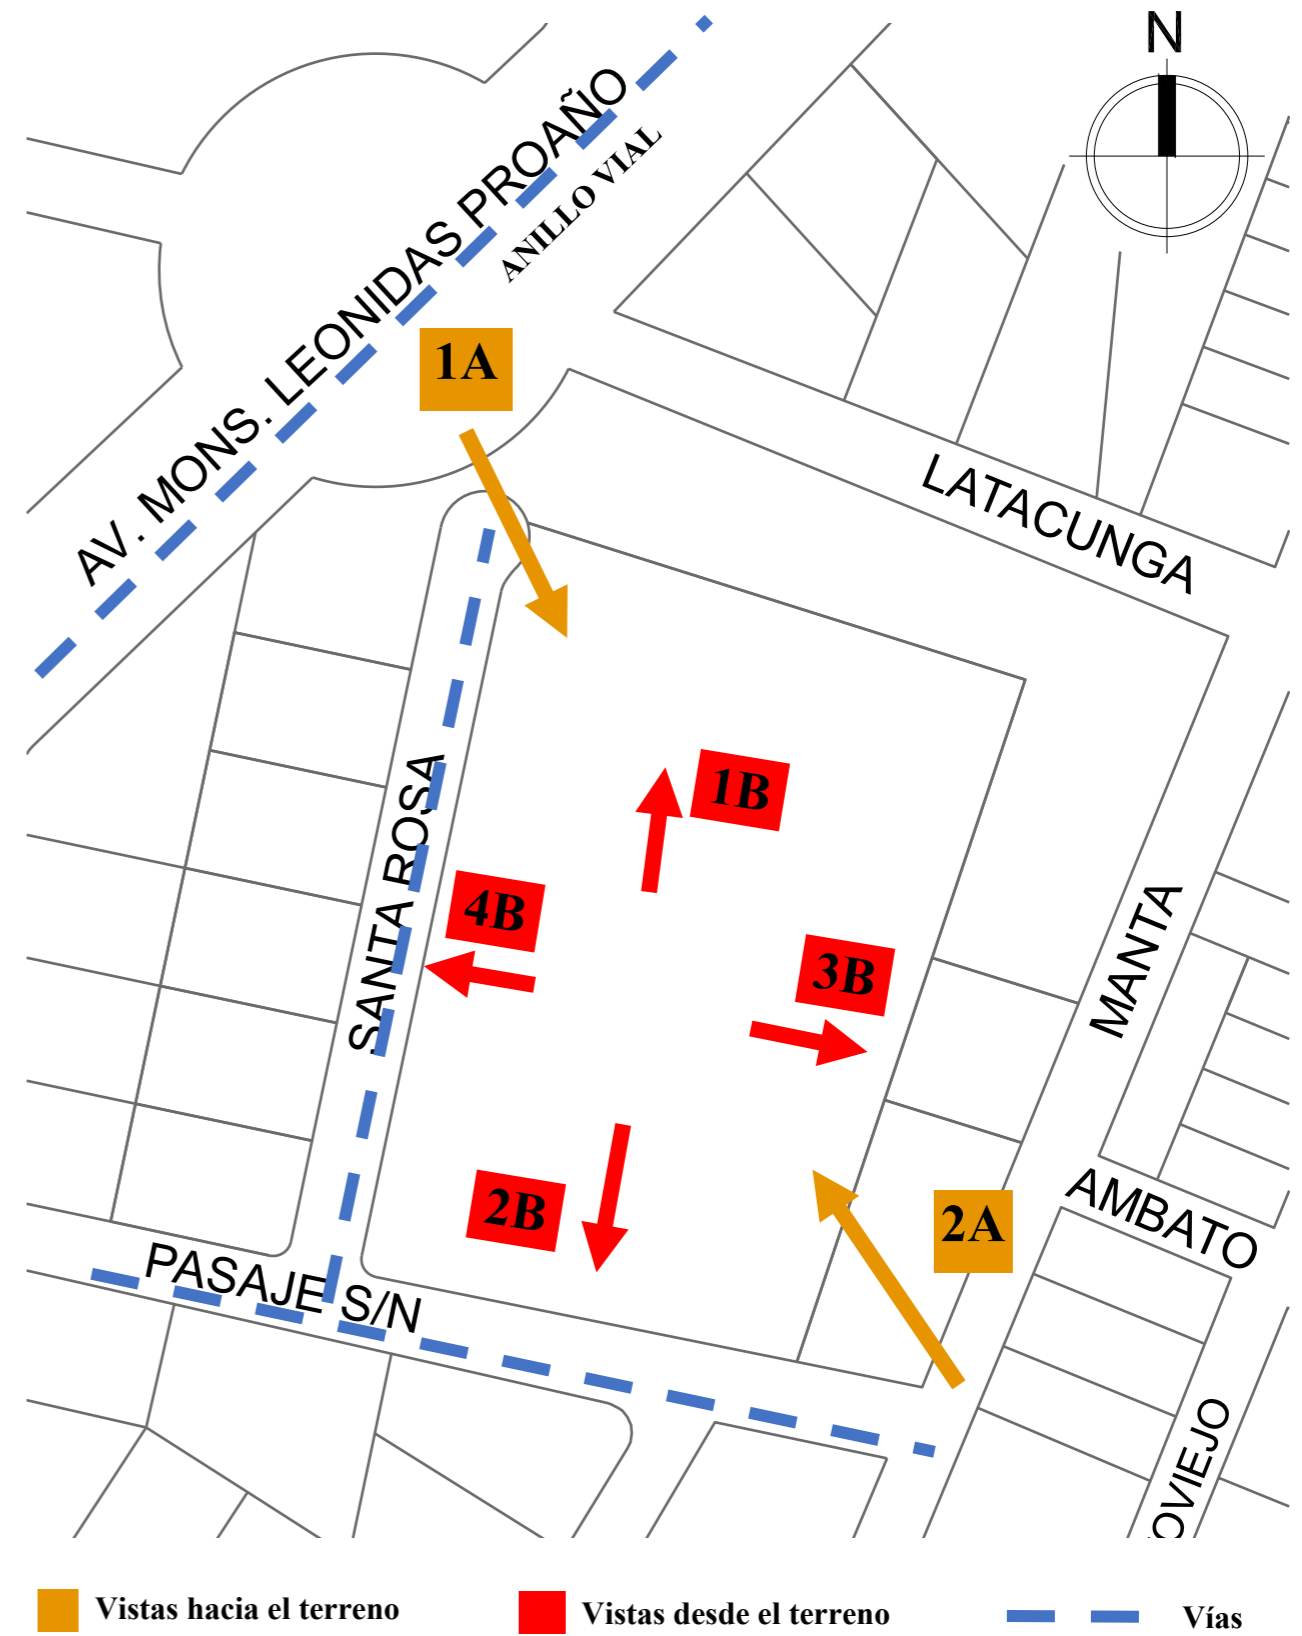 N
AV. MONS. LEONIDAS PROAÑO
ANILLO VIAL
1A
LATACUNGA
SANTA ROSA
1B
4B
3B
MANTA
2B
2A
AMBATO
PASAJE S/N
OVIEJO
Vistas hacia el terreno
Vistas desde el terreno
Vías